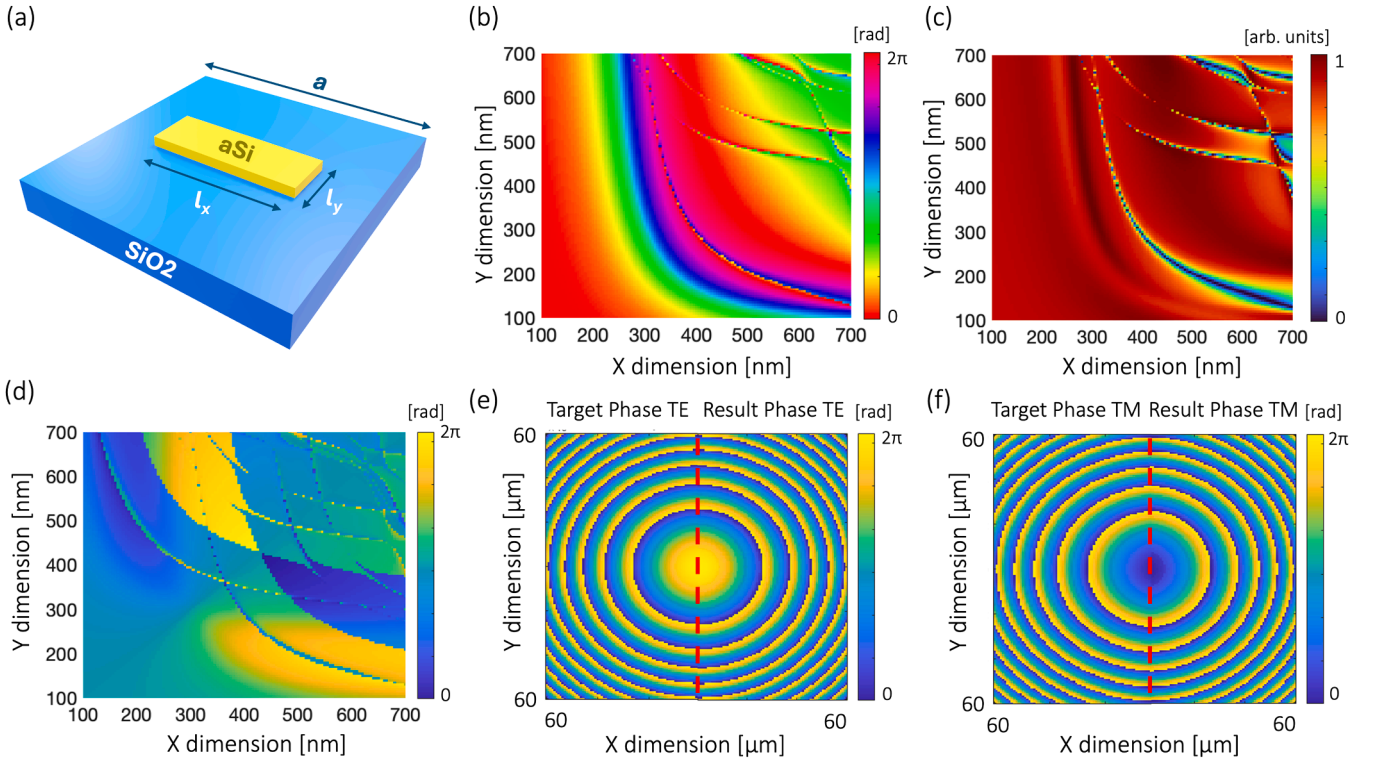 (a)
a
aSi
lx
ly
SiO2
(b)
[rad]
2π
0
700
600
500
400
300
200
100
Y dimension [nm]
100 200 300 400 500 600 700
X dimension [nm]
(c)
[arb. units]
1
0
700
600
500
400
300
200
100
Y dimension [nm]
100 200 300 400 500 600 700
X dimension [nm]
(d)
[rad]
2π
0
700
600
500
400
300
200
100
Y dimension [nm]
100 200 300 400 500 600 700
X dimension [nm]
(e)
Target Phase TE Result Phase TE [rad]
2π
0
60
60
Y dimension [μm]
60 60
X dimension [μm]
(f)
Target Phase TM Result Phase TM [rad]
2π
0
60
60
Y dimension [μm]
60 60
X dimension [μm]